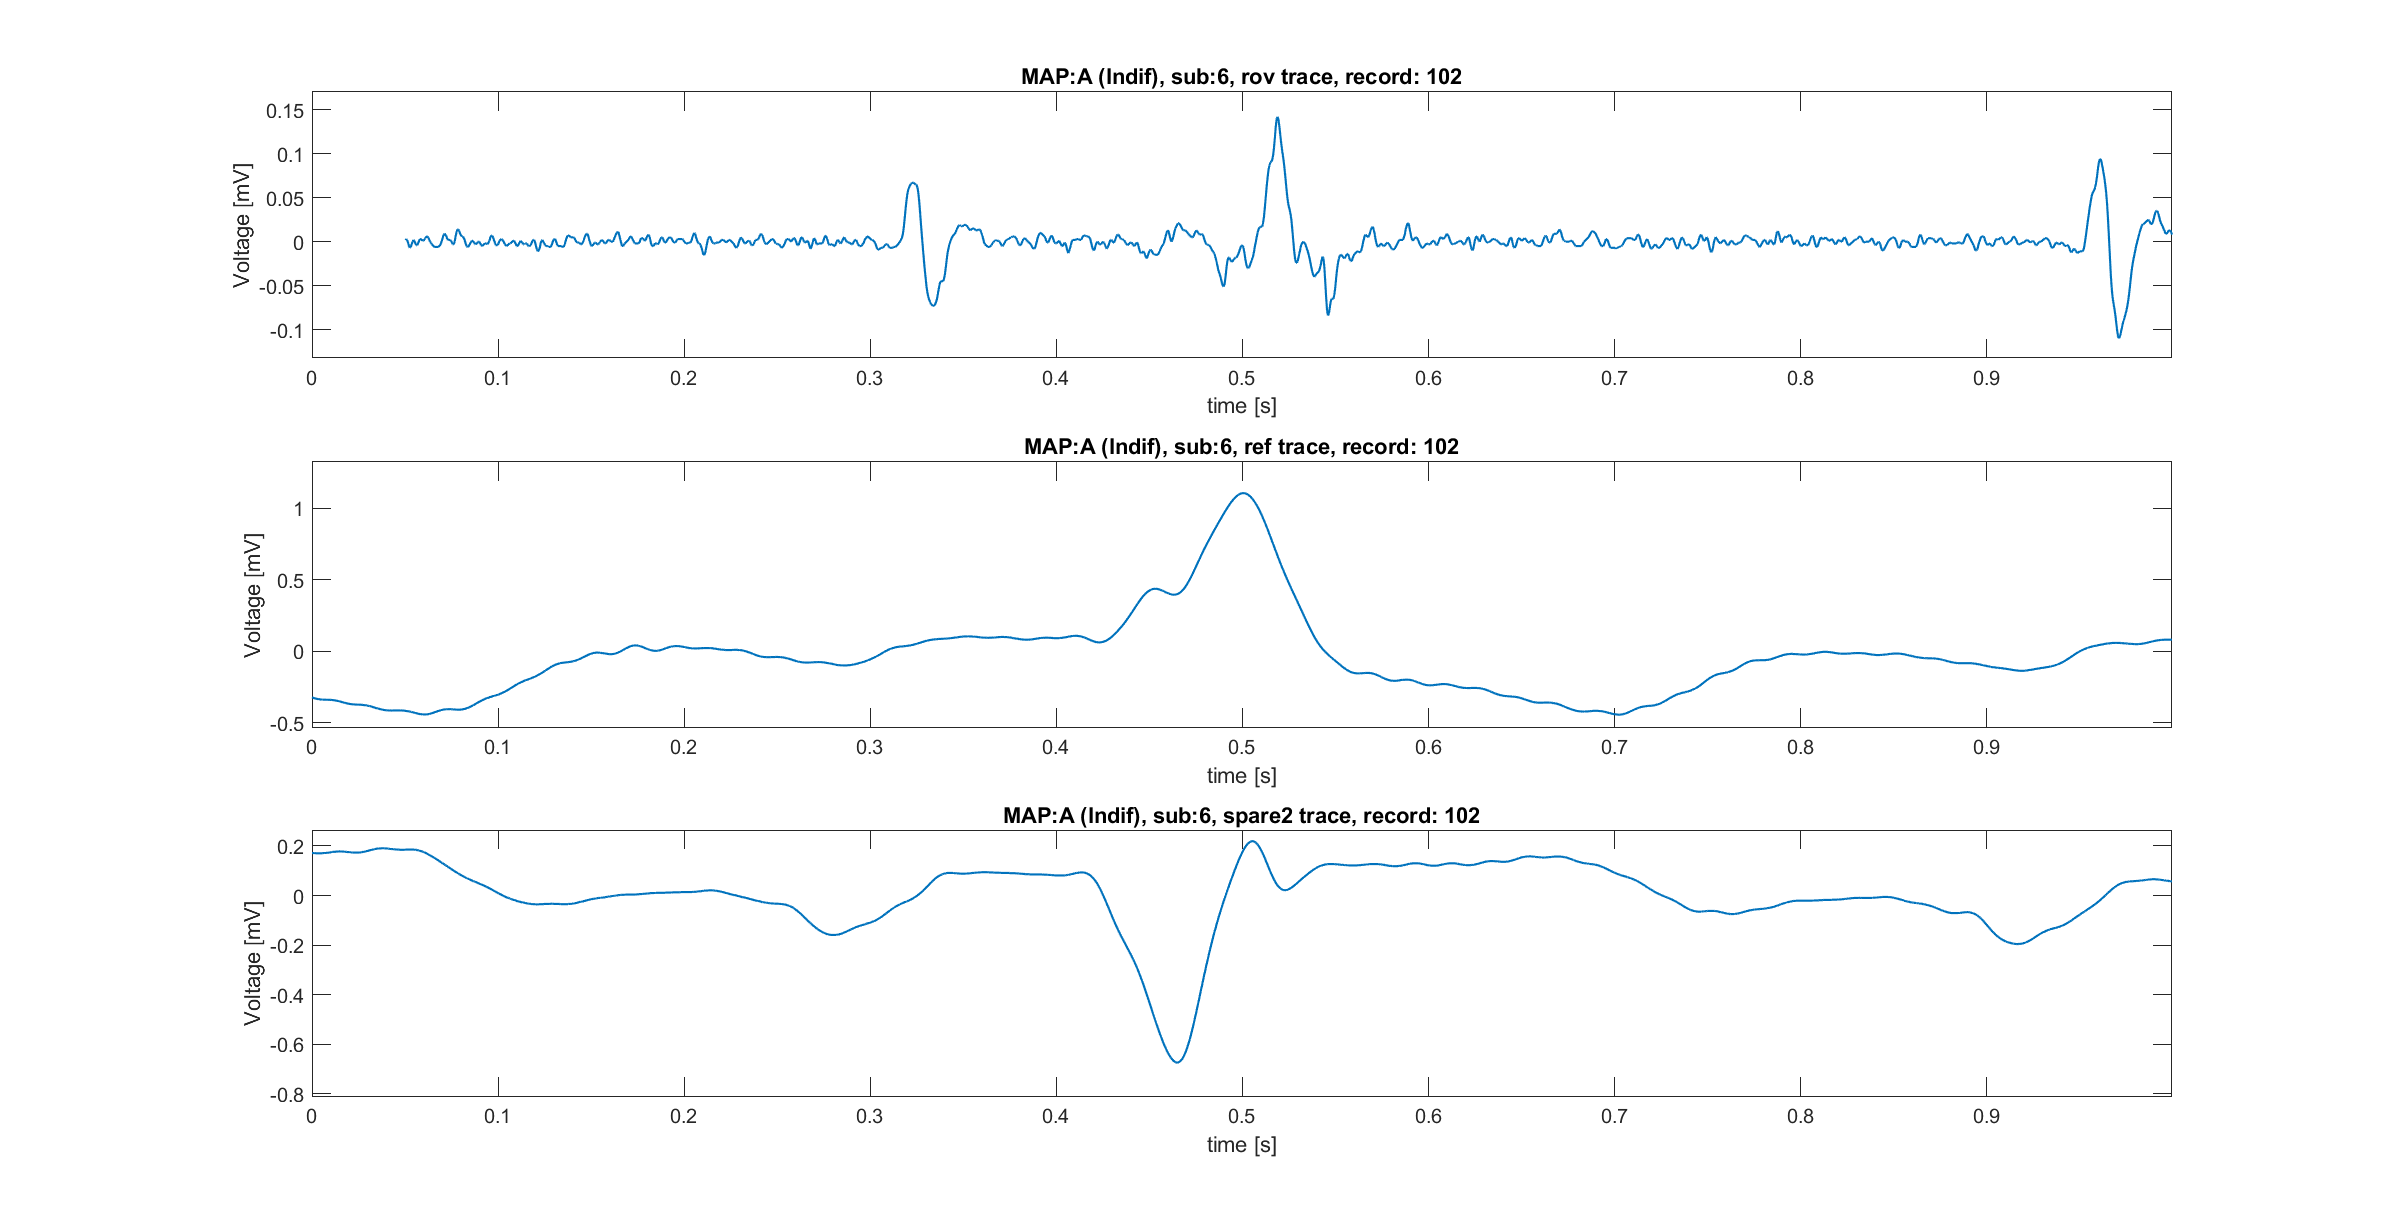 MAP:A (Indif), sub:6, rov trace, record: 102
Voltage [mV]
0.15
0.1
0.05
0
-0.05
-0.1
0 0.1 0.2 0.3 0.4 0.5 0.6 0.7 0.8 0.9
time [s]
MAP:A (Indif), sub:6, ref trace, record: 102
Voltage [mV]
1
0.5
0
-0.5
0 0.1 0.2 0.3 0.4 0.5 0.6 0.7 0.8 0.9
time [s]
MAP:A (Indif), sub:6, spare2 trace, record: 102
Voltage [mV]
0.2
0
-0.2
-0.4
-0.6
-0.8
0 0.1 0.2 0.3 0.4 0.5 0.6 0.7 0.8 0.9
time [s]